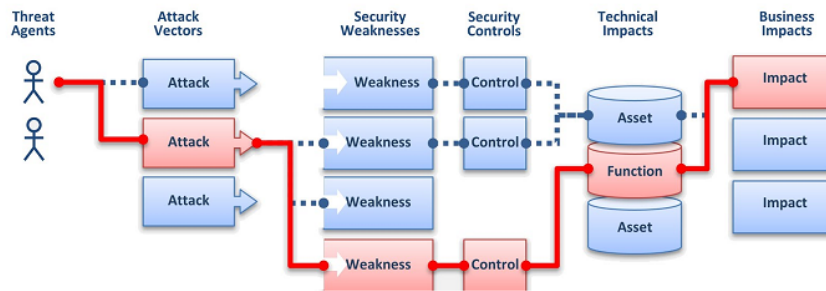 Threat
Agents
Attack
Vectors
Security
Weaknesses
Security
Controls
Technical
Impacts
Business
Impacts
Attack
Weakness
Control
Impact
Asset
Attack
Weakness
Control
Impact
Function
Attack
Weakness
Impact
Asset
Weakness
Control